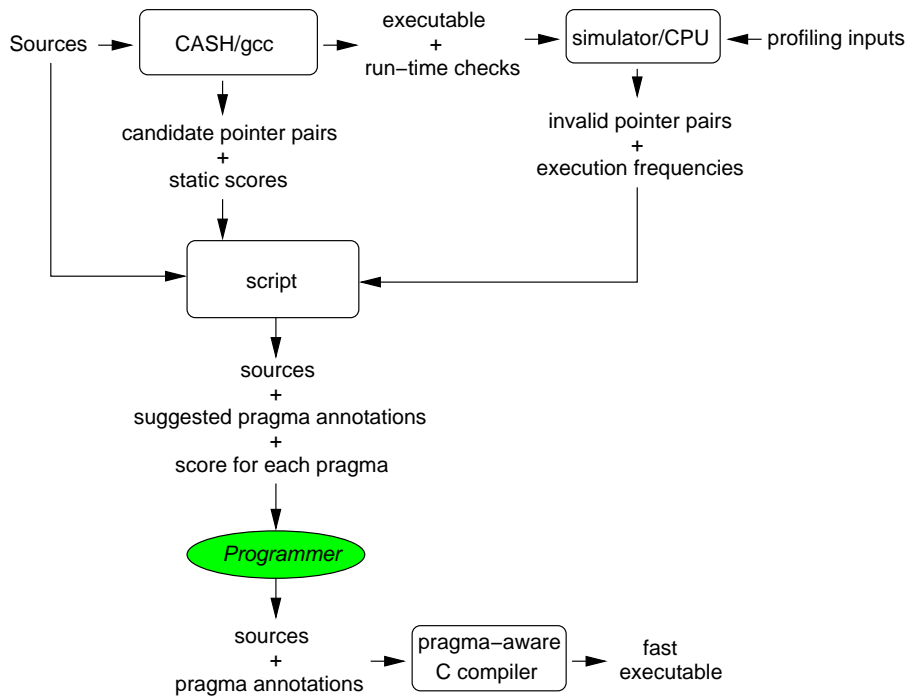 Sources
CASH/gcc
executable
+
run−time checks
simulator/CPU
profiling inputs
candidate pointer pairs
+
static scores
invalid pointer pairs
+
execution frequencies
script
sources
+
suggested pragma annotations
+
score for each pragma
Programmer
sources
+
pragma annotations
pragma−aware
C compiler
fast
executable